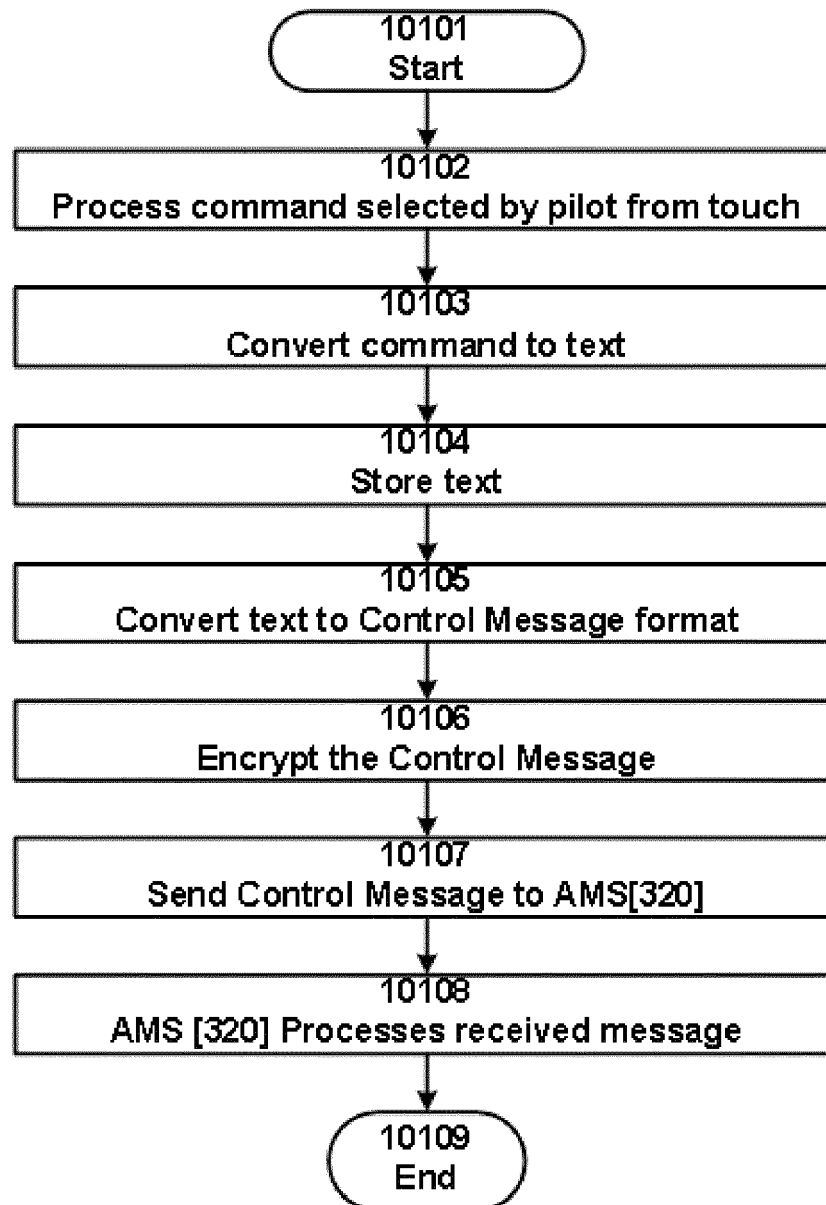 10101
Start
10102
Process command selected by pilot from touch
10103
Convert command to text
10104
Store text
10105
Convert text to Control Message format
10106
Encrypt the Control Message
10107
Send Control Message to AMS[320]
10108
AMS [320] Processes received message
10109
End